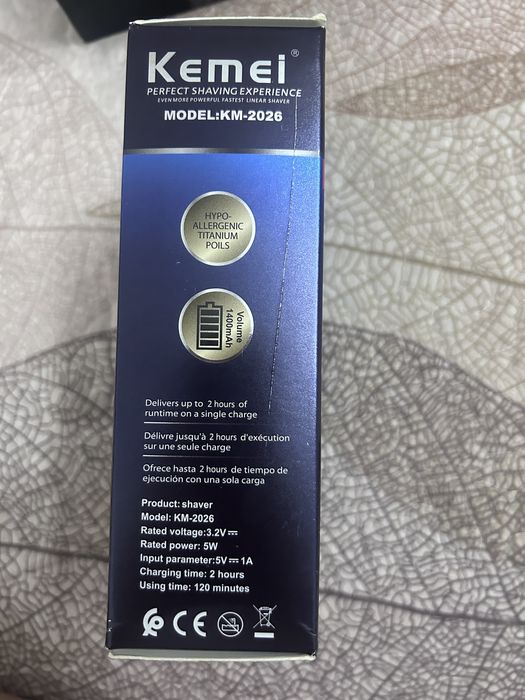 Kemei®
PERFECT SHAVING EXPERIENCE
EVEN MORE POWERFUL FASTEST LINEAR SHAVER
MODEL:KM-2026
HYPO-
ALLERGENIC
TITANIUM
POILS
Volume
1400mAh
Delivers up to 2 hours of
runtime on a single charge
Délivre jusqu'à 2 hours d'exécution
sur une seule charge
Ofrece hasta 2 hours de tiempo de
ejecución con una sola carga
Product: shaver
Model: KM-2026
Rated voltage:3.2V⎓
Rated power: 5W
Input parameter:5V⎓1A
Charging time: 2 hours
Using time: 120 minutes
CE